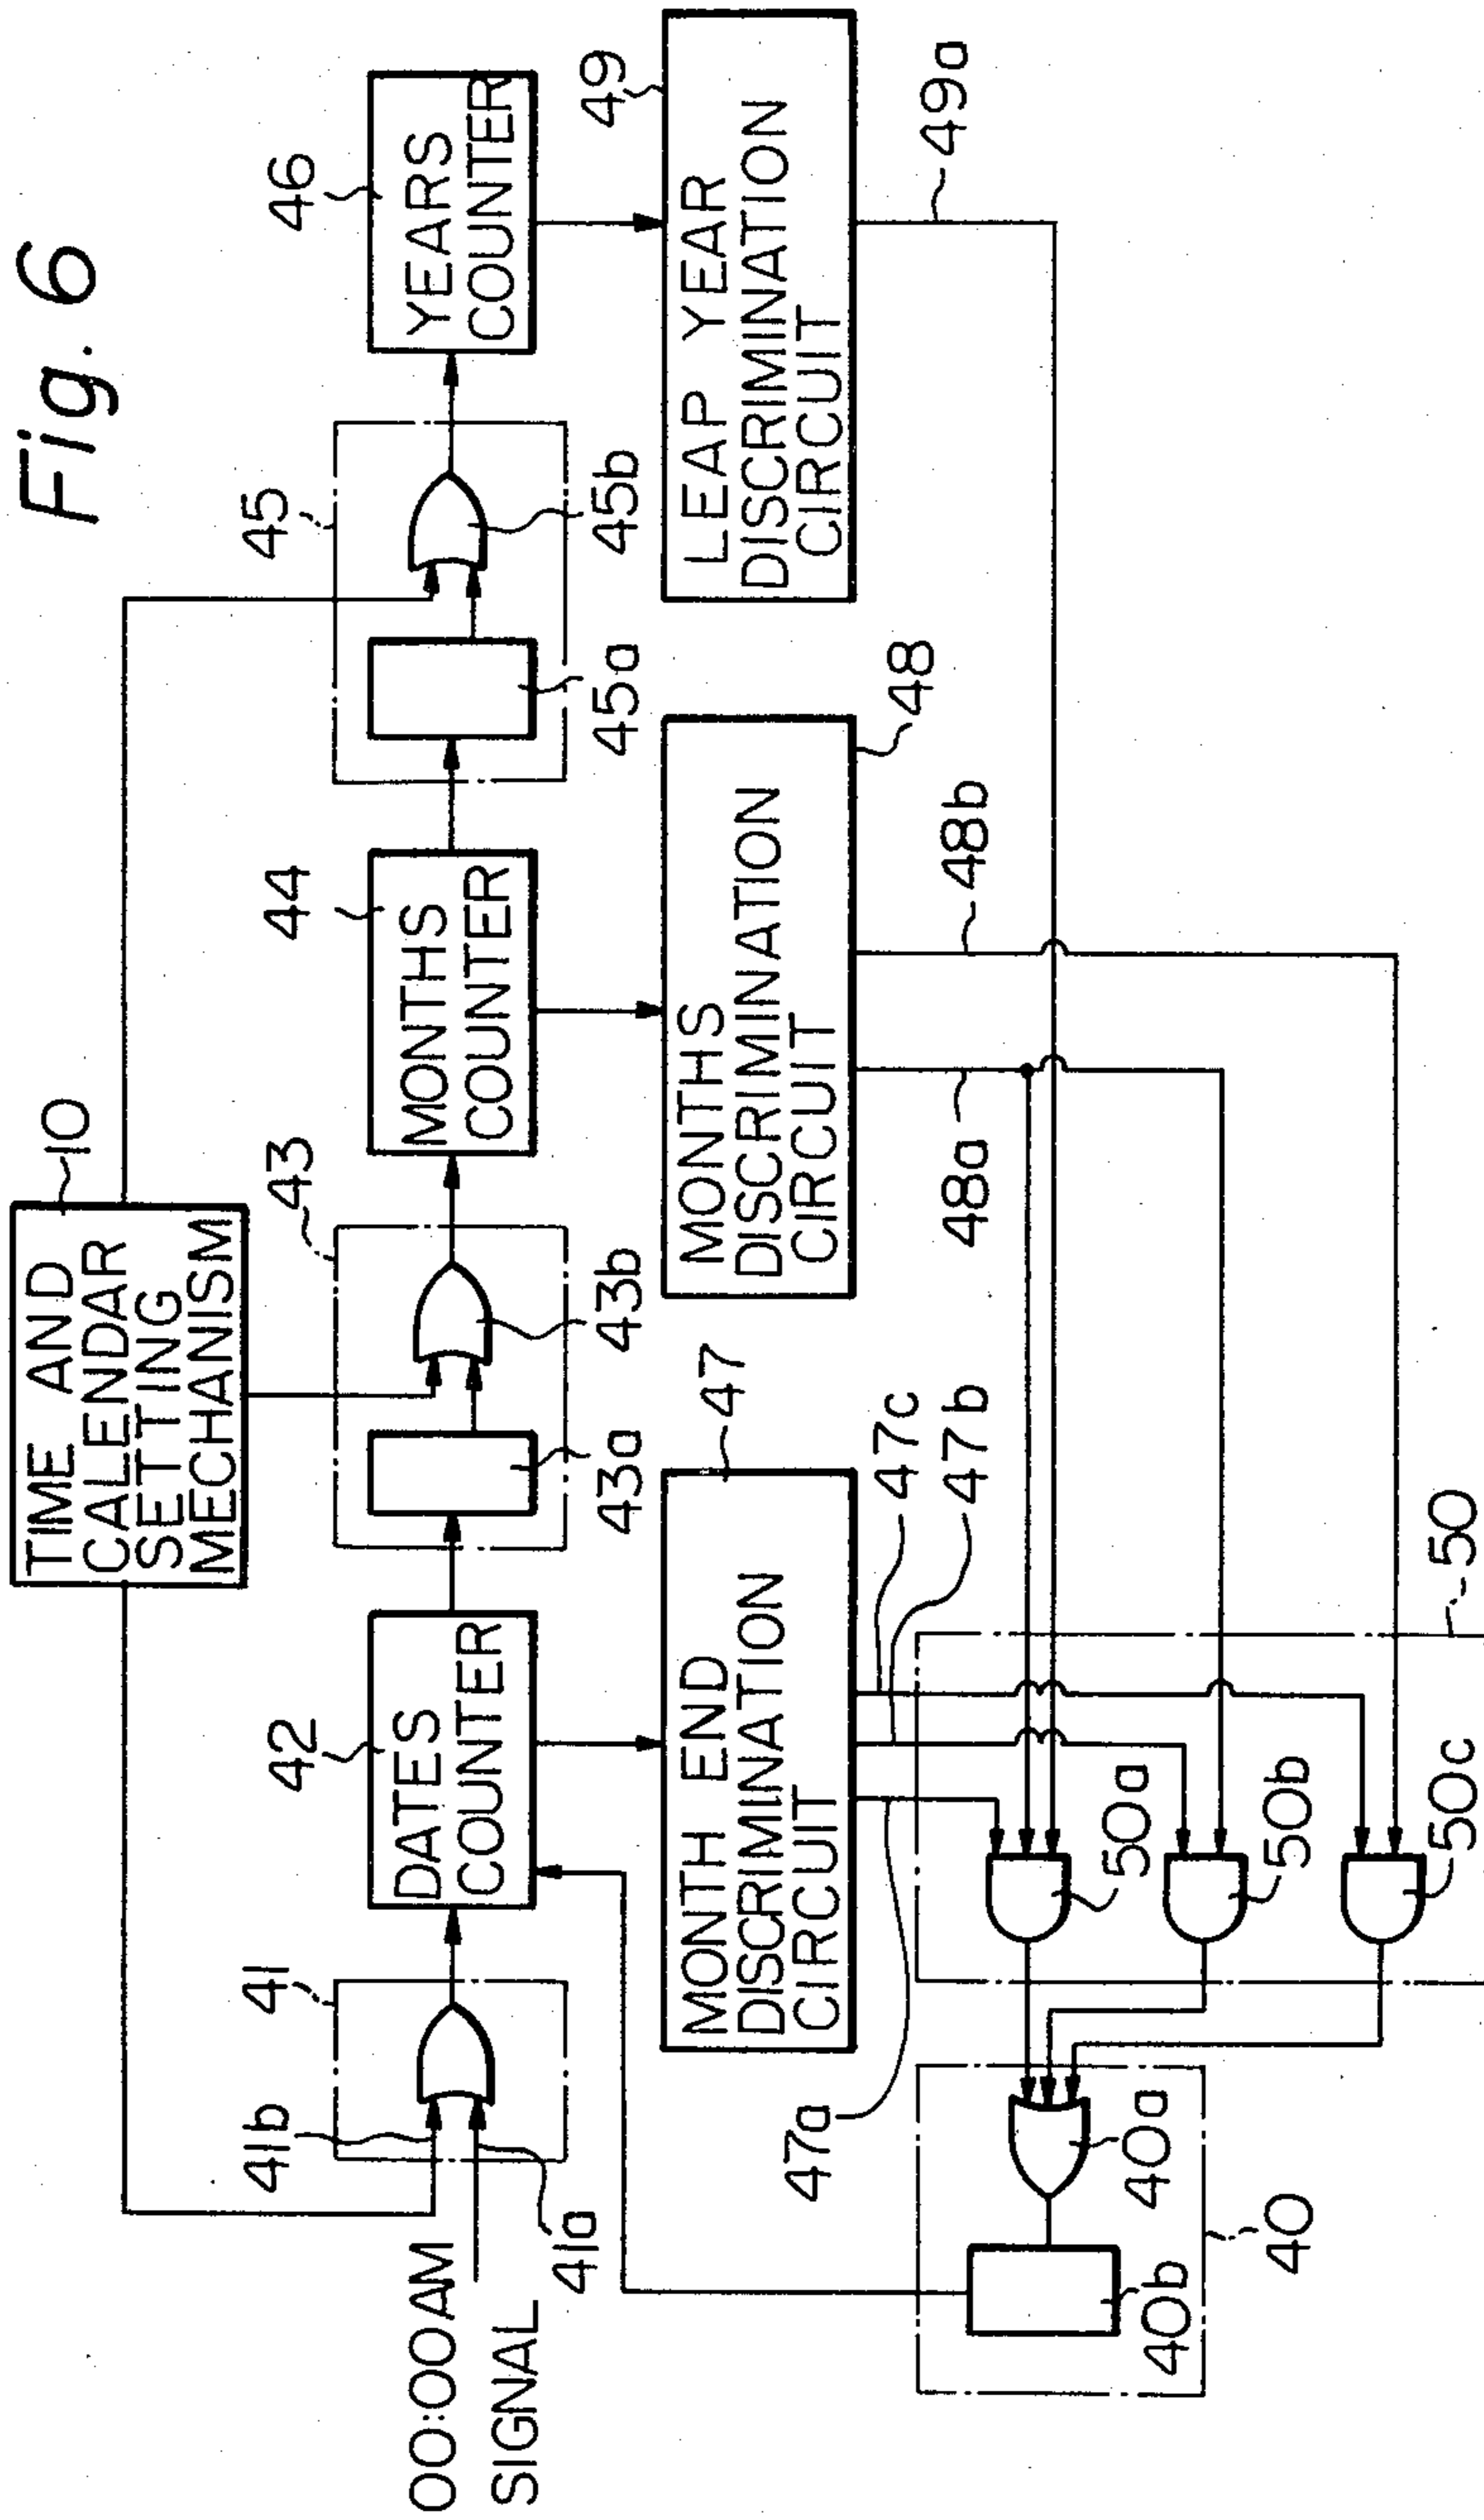 Fig. 6
TIME AND
CALENDAR
SETTING
MECHANISM
10
41
41b
00:00AM
SIGNAL
41a
42
DATES
COUNTER
43
43a
43b
44
MONTHS
COUNTER
45
45a
45b
46
YEARS
COUNTER
47
MONTH END
DISCRIMINATION
CIRCUIT
47a
47c
47b
48
MONTHS
DISCRIMINATION
CIRCUIT
48a
48b
49
LEAP YEAR
DISCRIMINATION
CIRCUIT
49a
50
50a
50b
50c
40a
40b
40